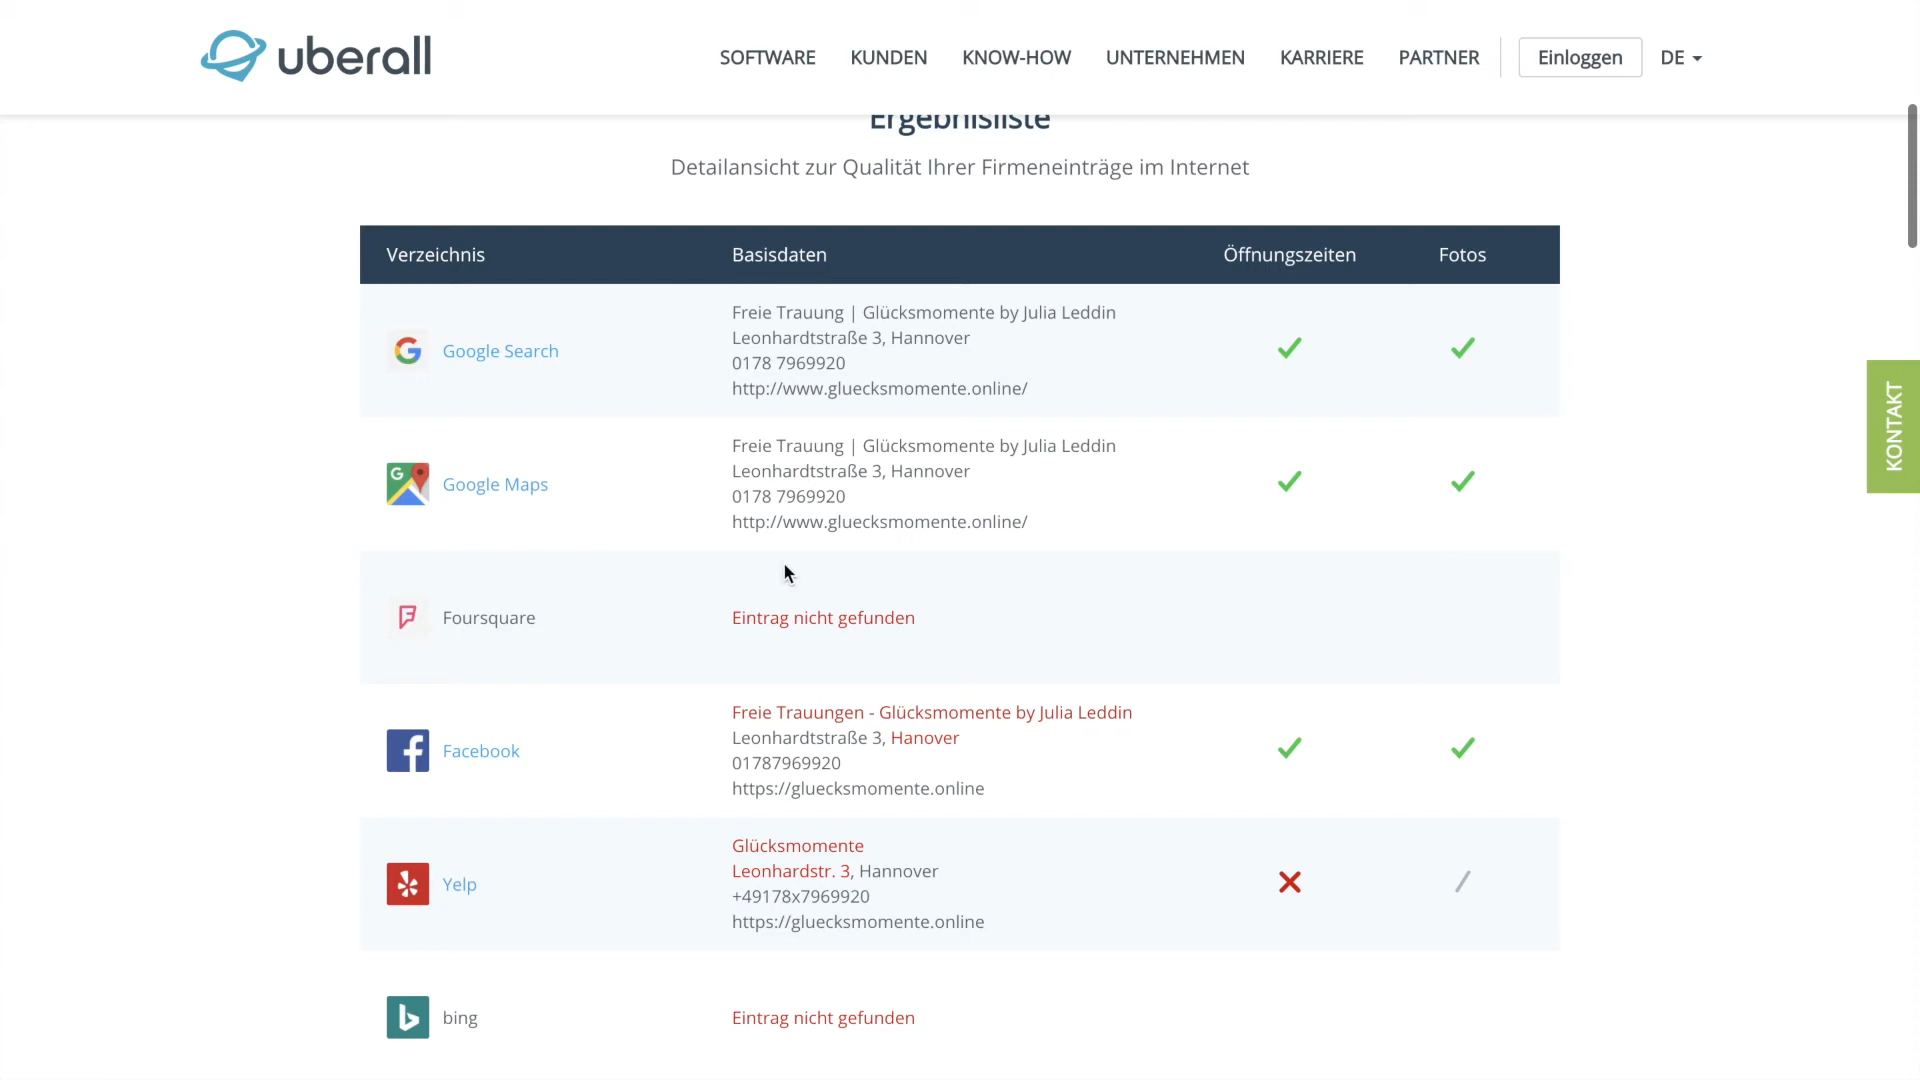 uberall
SOFTWARE KUNDEN KNOW-HOW UNTERNEHMEN KARRIERE PARTNER Einloggen DE
Ergebnisliste
Detailansicht zur Qualität Ihrer Firmeneinträge im Internet
Verzeichnis Basisdaten Öffnungszeiten Fotos
Google Search
Freie Trauung | Glücksmomente by Julia Leddin
Leonhardtstraße 3, Hannover
0178 7969920
http://www.gluecksmomente.online/
Google Maps
Freie Trauung | Glücksmomente by Julia Leddin
Leonhardtstraße 3, Hannover
0178 7969920
http://www.gluecksmomente.online/
Foursquare
Eintrag nicht gefunden
Facebook
Freie Trauungen - Glücksmomente by Julia Leddin
Leonhardtstraße 3, Hanover
01787969920
https://gluecksmomente.online
Yelp
Glücksmomente
Leonhardstr. 3, Hannover
+49178x7969920
https://gluecksmomente.online
bing
Eintrag nicht gefunden
KONTAKT